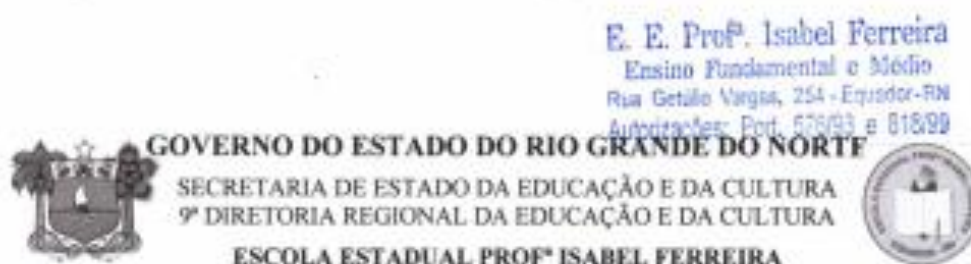 E. E. Profª. Isabel Ferreira
Ensino Fundamental e Médio
Rua Getúlio Vargas, 254 - Equador-RN
Autorizações: Port. 576/93 e 818/99
GOVERNO DO ESTADO DO RIO GRANDE DO NORTE
SECRETARIA DE ESTADO DA EDUCAÇÃO E DA CULTURA
9ª DIRETORIA REGIONAL DA EDUCAÇÃO E DA CULTURA
ESCOLA ESTADUAL PROFª ISABEL FERREIRA